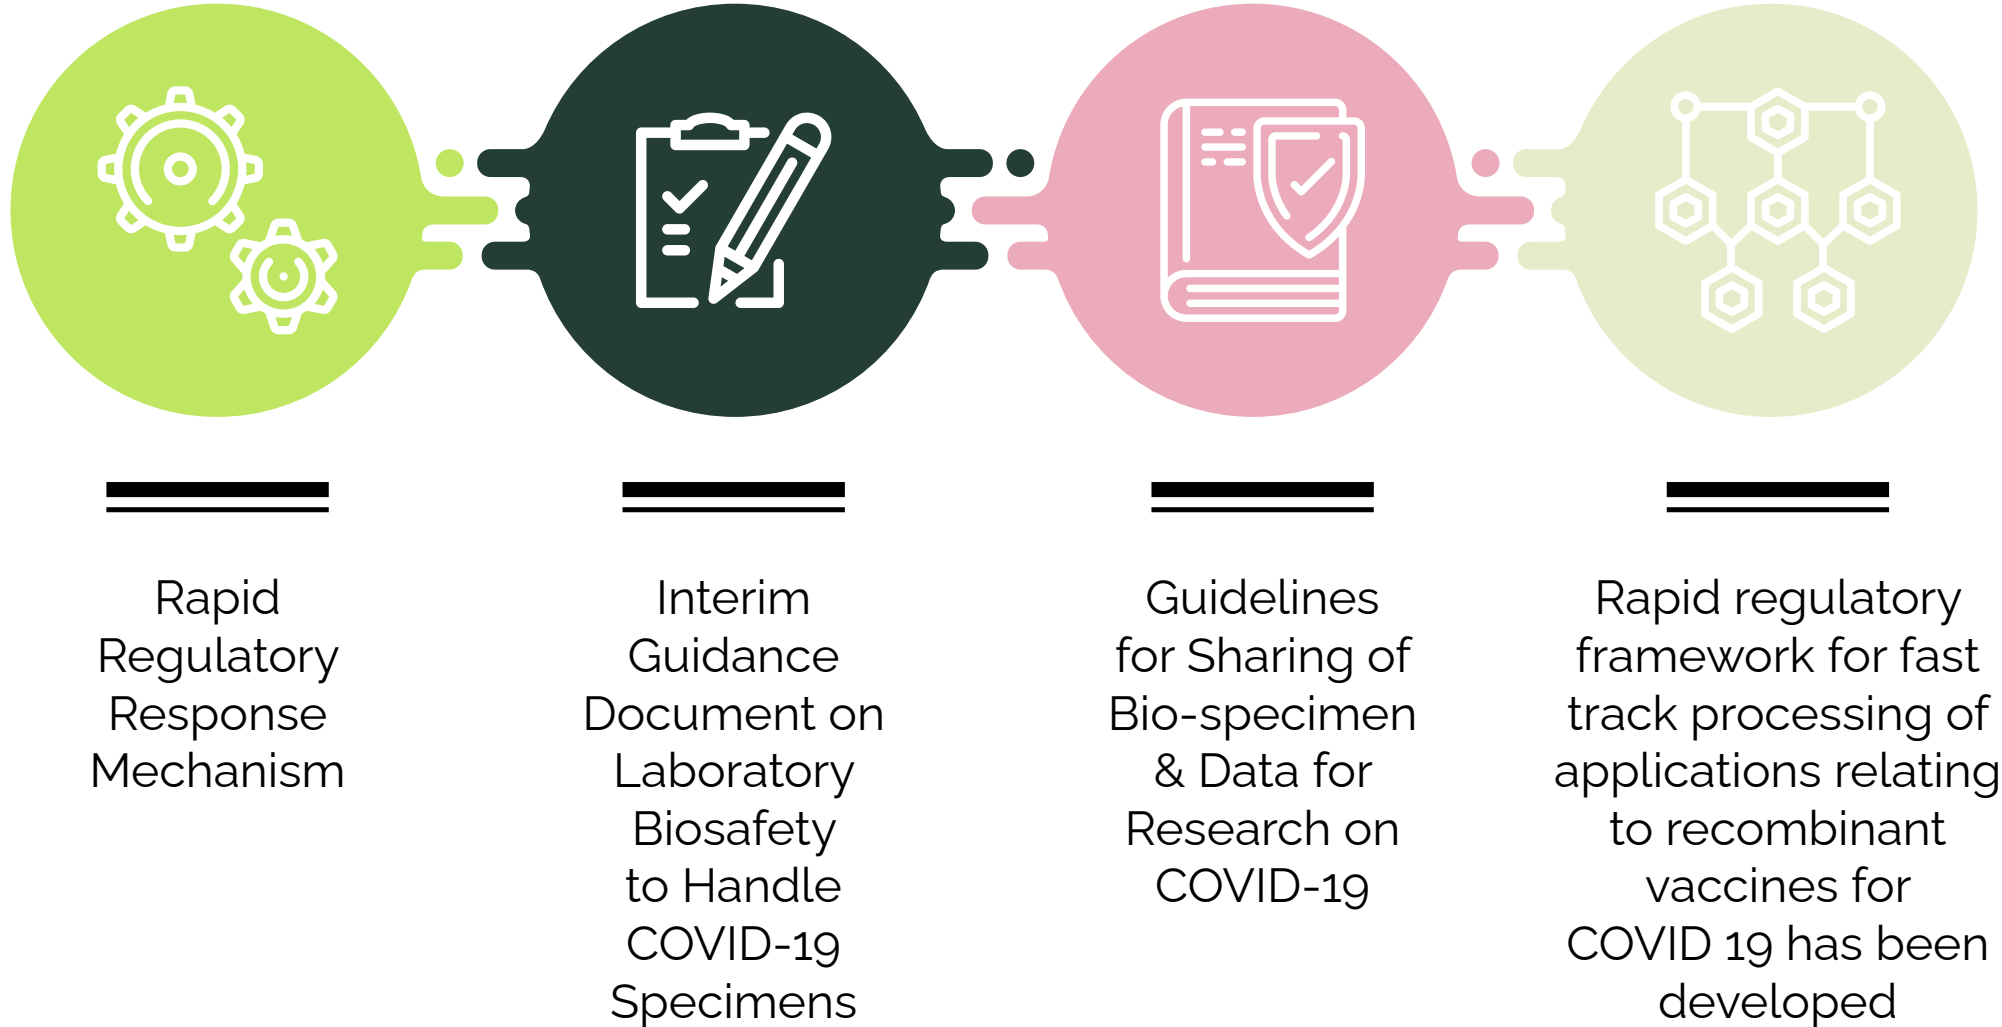 Rapid
Regulatory
Response
Mechanism
Interim
Guidance
Document on
Laboratory
Biosafety
to Handle
COVID-19
Specimens
Guidelines
for Sharing of
Bio-specimen
& Data for
Research on
COVID-19
Rapid regulatory
framework for fast
track processing of
applications relating
to recombinant
vaccines for
COVID 19 has been
developed